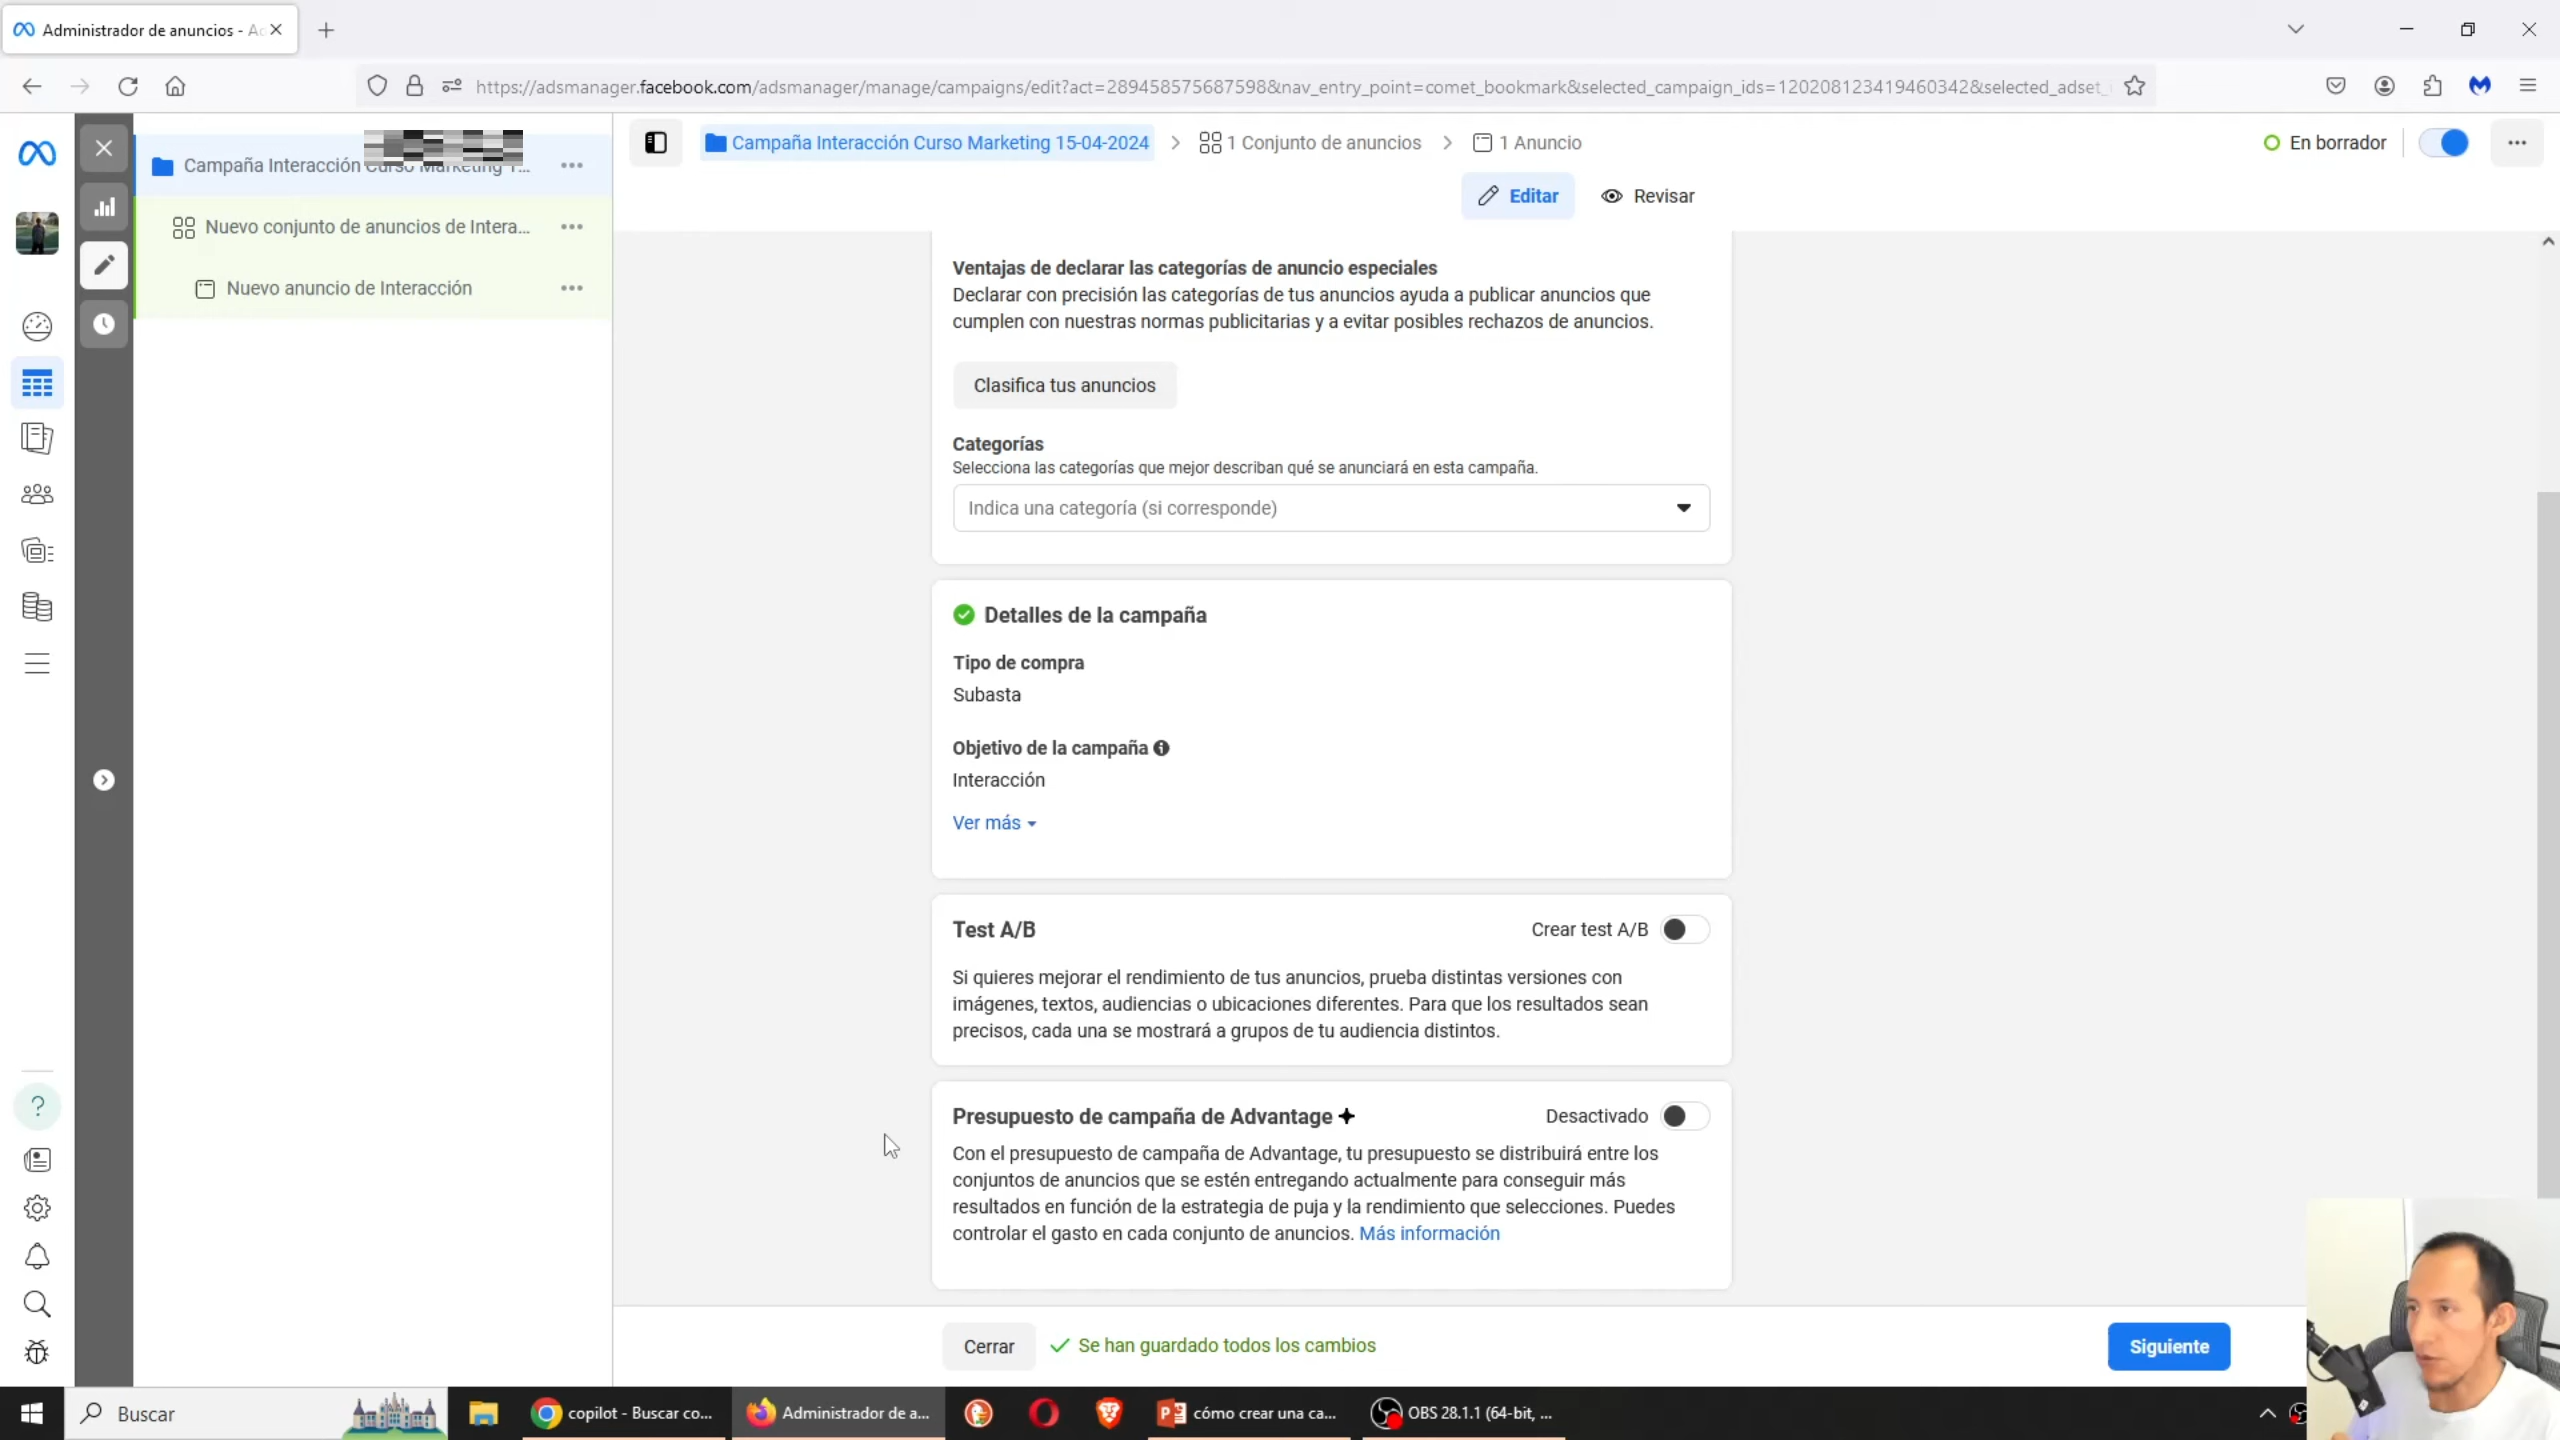 Administrador de anuncios - Ad
https://adsmanager.facebook.com/adsmanager/manage/campaigns/edit?act=289458575687598&nav_entry_point=comet_bookmark&selected_campaign_ids=120208123419460342&selected_adset_
Campaña Interacción Curso Marketing 1...
Nuevo conjunto de anuncios de Intera...
Nuevo anuncio de Interacción
Campaña Interacción Curso Marketing 15-04-2024
1 Conjunto de anuncios
1 Anuncio
En borrador
Editar
Revisar
Ventajas de declarar las categorías de anuncio especiales
Declarar con precisión las categorías de tus anuncios ayuda a publicar anuncios que
cumplen con nuestras normas publicitarias y a evitar posibles rechazos de anuncios.
Clasifica tus anuncios
Categorías
Selecciona las categorías que mejor describan qué se anunciará en esta campaña.
Indica una categoría (si corresponde)
Detalles de la campaña
Tipo de compra
Subasta
Objetivo de la campaña
Interacción
Ver más
Test A/B
Crear test A/B
Si quieres mejorar el rendimiento de tus anuncios, prueba distintas versiones con
imágenes, textos, audiencias o ubicaciones diferentes. Para que los resultados sean
precisos, cada una se mostrará a grupos de tu audiencia distintos.
Presupuesto de campaña de Advantage
Desactivado
Con el presupuesto de campaña de Advantage, tu presupuesto se distribuirá entre los
conjuntos de anuncios que se estén entregando actualmente para conseguir más
resultados en función de la estrategia de puja y la rendimiento que selecciones. Puedes
controlar el gasto en cada conjunto de anuncios. Más información
Cerrar
Se han guardado todos los cambios
Siguiente
Buscar
copilot - Buscar co...
Administrador de a...
cómo crear una ca...
OBS 28.1.1 (64-bit, ...